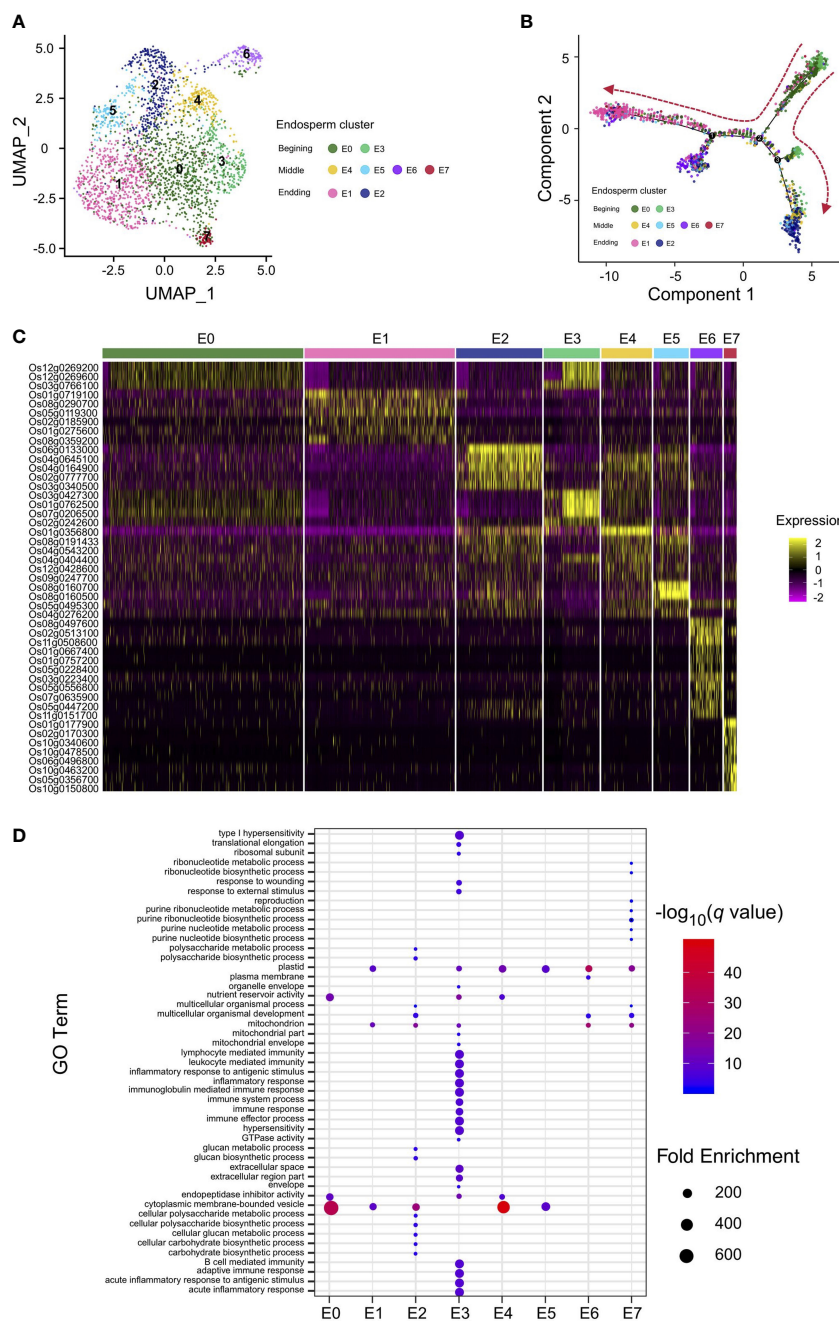 A
5.0
2.5
0
-2.5
-5.0
UMAP_2
-2.5
0.0
2.5
5.0
UMAP_1
6
2
4
5
3
0
1
7
Endosperm cluster
Begining E0 E3
Middle E4 E5 E6 E7
Endding E1 E2
B
5
0
-5
Component 2
-10
-5
0
5
Component 1
Endosperm cluster
Begining E0 E3
Middle E4 E5 E6 E7
Endding E1 E2
C
E0 E1 E2 E3 E4 E5 E6 E7
Os12g0269200
Os12g0269600
Os03g0766100
Os01g0719100
Os08g0290700
Os05g0119300
Os02g0185900
Os01g0275600
Os08g0359200
Os06g0133000
Os04g0645100
Os04g0164900
Os02g0777700
Os03g0340500
Os03g0427300
Os01g0762500
Os07g0206500
Os02g0242600
Os01g0356800
Os08g0191433
Os04g0543200
Os04g0404400
Os12g0428600
Os09g0247700
Os08g0160700
Os08g0160500
Os05g0495300
Os04g0276200
Os08g0497600
Os02g0513100
Os11g0508600
Os01g0667400
Os01g0757200
Os05g0228400
Os03g0223400
Os05g0556800
Os07g0635900
Os05g0447200
Os11g0151700
Os01g0177900
Os02g0170300
Os10g0340600
Os10g0478500
Os06g0496800
Os10g0463200
Os05g0356700
Os10g0150800
Expression
2
1
0
-1
-2
D
GO Term
type I hypersensitivity
translational elongation
ribosomal subunit
ribonucleotide metabolic process
ribonucleotide biosynthetic process
response to wounding
response to external stimulus
reproduction
purine ribonucleotide metabolic process
purine ribonucleotide biosynthetic process
purine nucleotide metabolic process
purine nucleotide biosynthetic process
polysaccharide metabolic process
polysaccharide biosynthetic process
plastid
plasma membrane
organelle envelope
nutrient reservoir activity
multicellular organismal process
multicellular organismal development
mitochondrion
mitochondrial part
mitochondrial envelope
lymphocyte mediated immunity
leukocyte mediated immunity
inflammatory response to antigenic stimulus
inflammatory response
immunoglobulin mediated immune response
immune system process
immune response
immune effector process
hypersensitivity
GTPase activity
glucan metabolic process
glucan biosynthetic process
extracellular space
extracellular region part
envelope
endopeptidase inhibitor activity
cytoplasmic membrane-bounded vesicle
cellular polysaccharide metabolic process
cellular polysaccharide biosynthetic process
cellular glucan metabolic process
cellular carbohydrate biosynthetic process
carbohydrate biosynthetic process
B cell mediated immunity
adaptive immune response
acute inflammatory response to antigenic stimulus
acute inflammatory response
E0 E1 E2 E3 E4 E5 E6 E7
-log10(q value)
40
30
20
10
Fold Enrichment
200
400
600